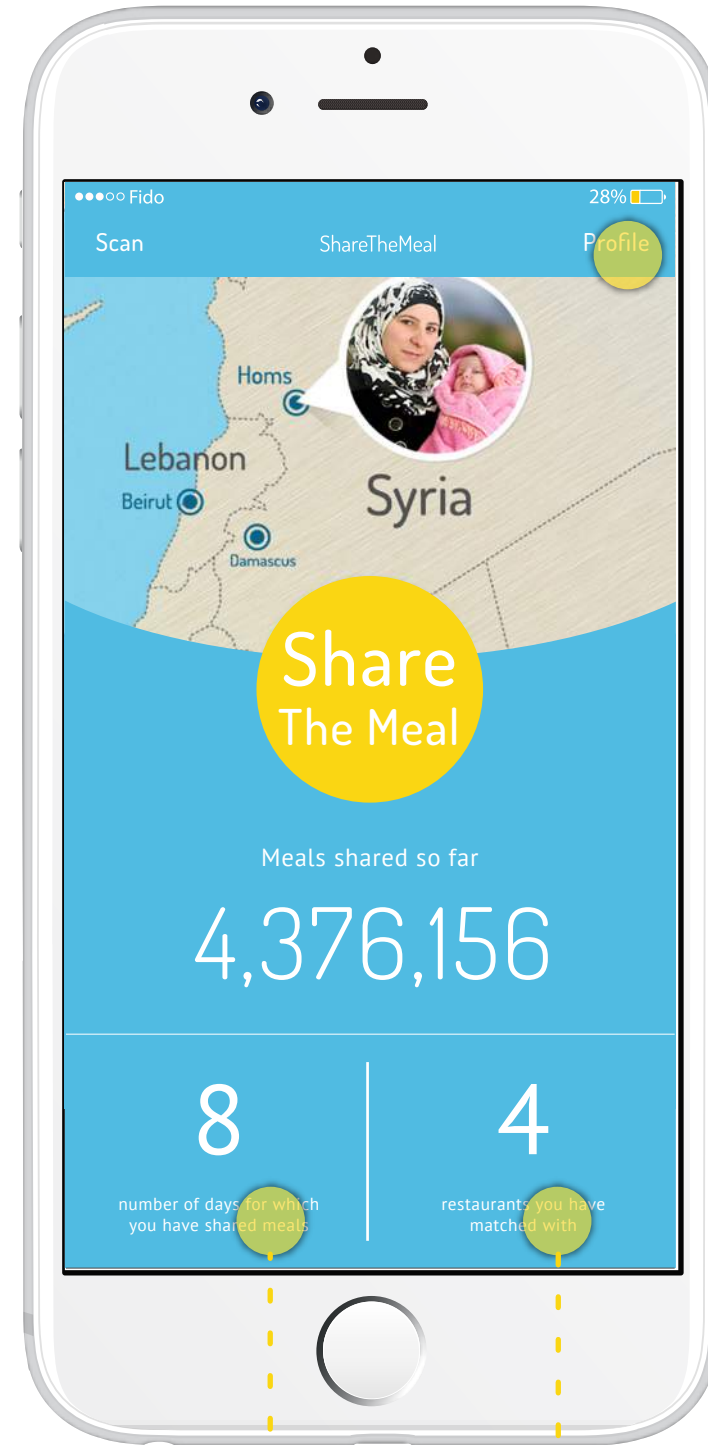 Fido
28%
Scan
ShareTheMeal
Profile
Homs
Lebanon
Beirut
Syria
Damascus
Share
The Meal
Meals shared so far
4,376,156
8
number of days for which
you have shared meals
4
restaurants you have
matched with